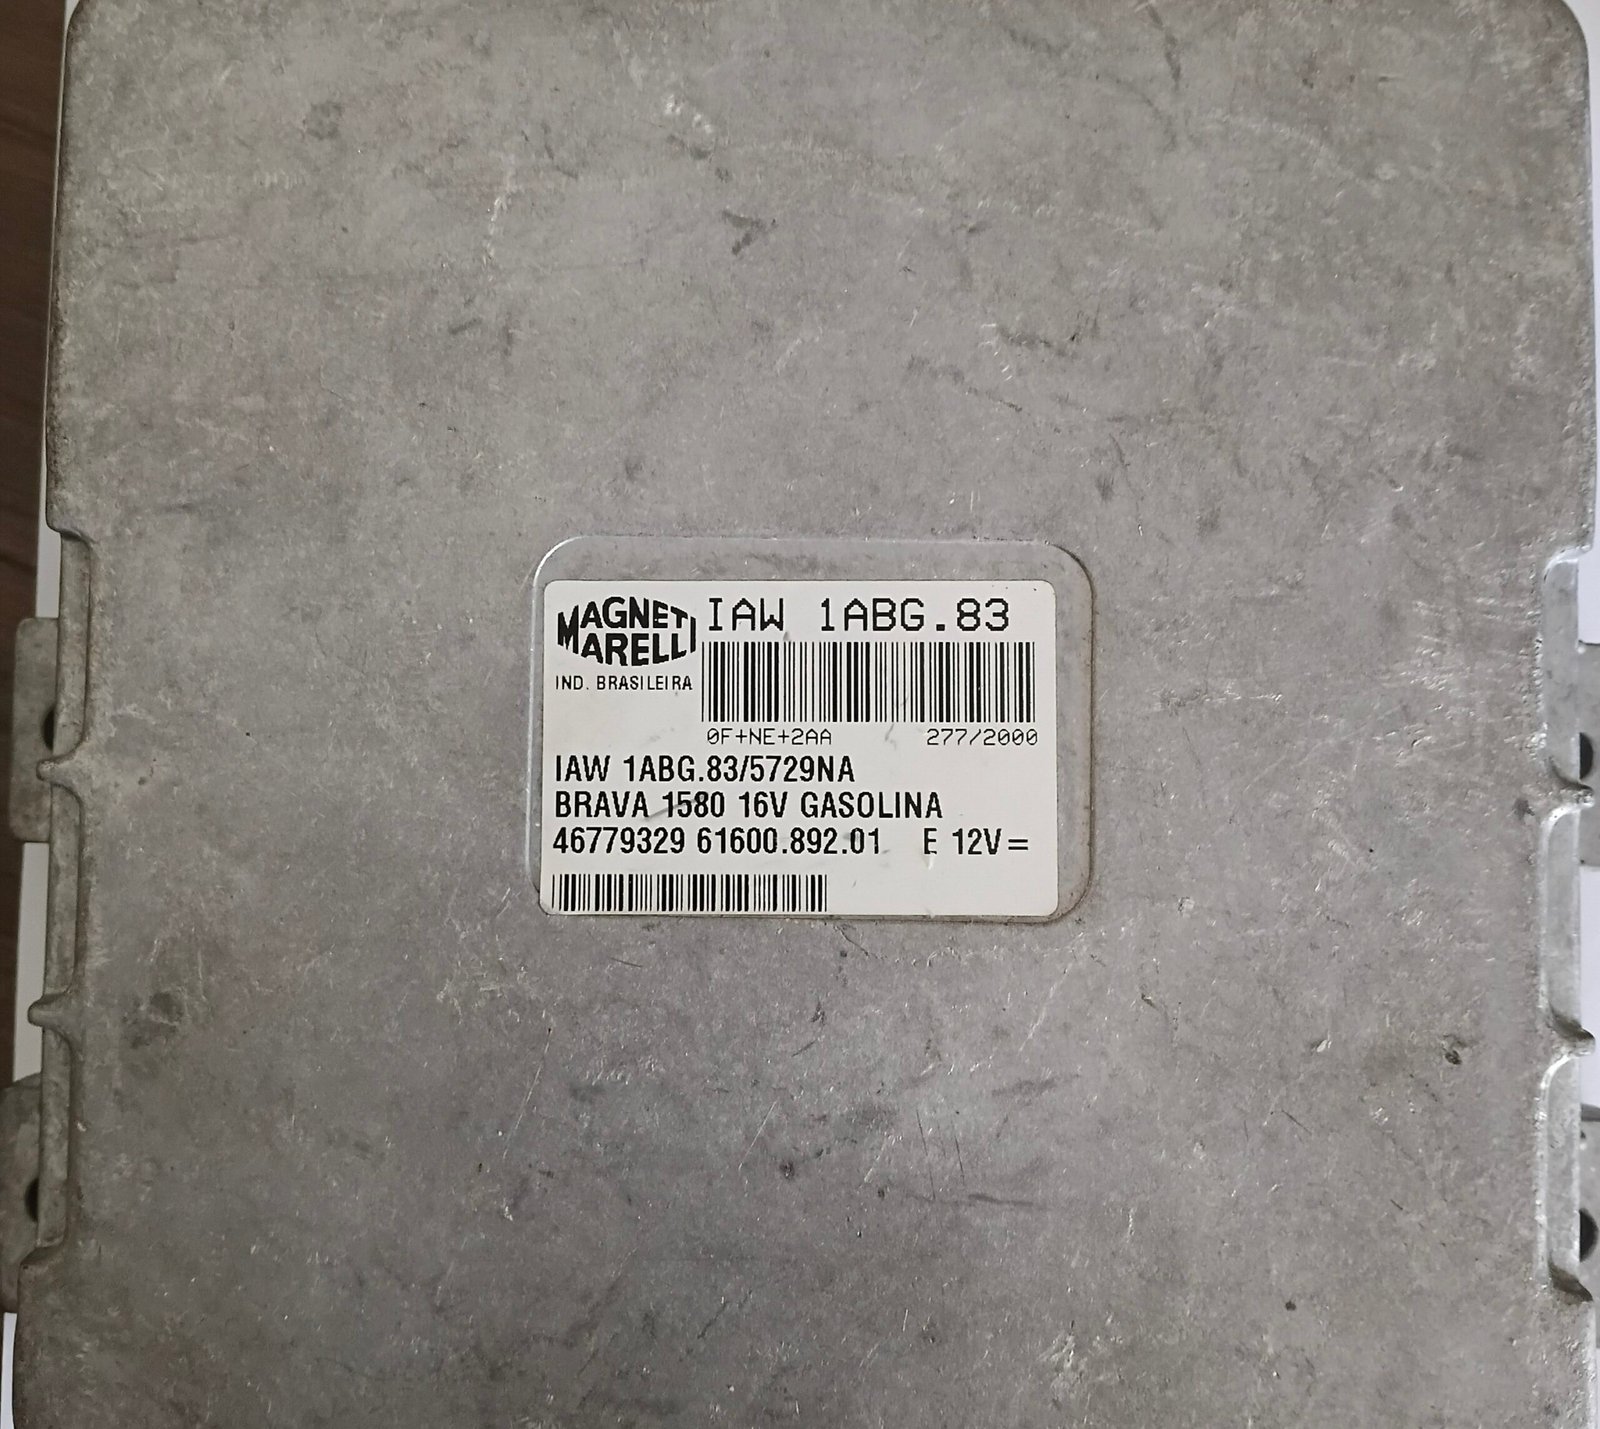 MAGNETI MARELLI
IND. BRASILEIRA
IAW 1ABG.83
0F+NE+2AA 277/2000
IAW 1ABG.83/5729NA
BRAVA 1580 16V GASOLINA
46779329 61600.892.01 E 12V=